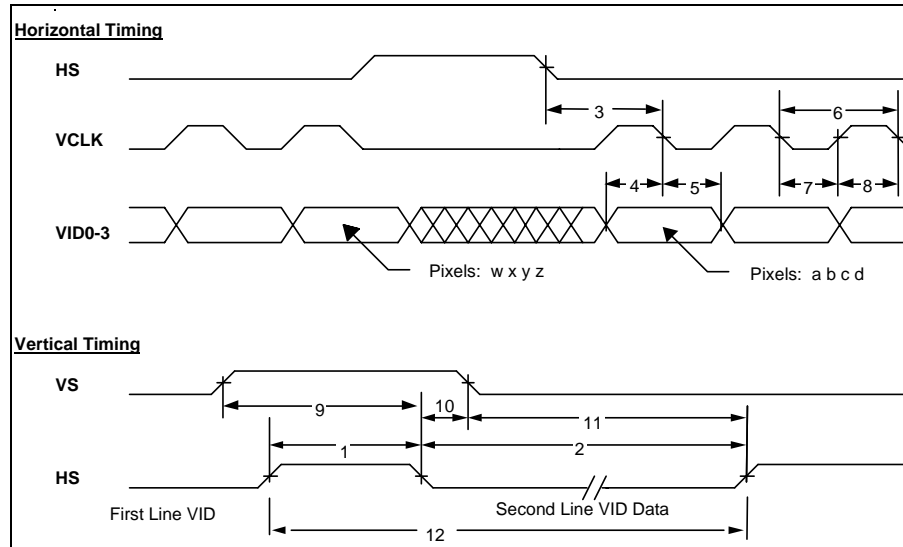 Horizontal Timing
HS
3
6
VCLK
4
5
7
8
VID0-3
Pixels: w x y z
Pixels: a b c d
Vertical Timing
VS
9
10
11
1
2
HS
First Line VID
Second Line VID Data
12